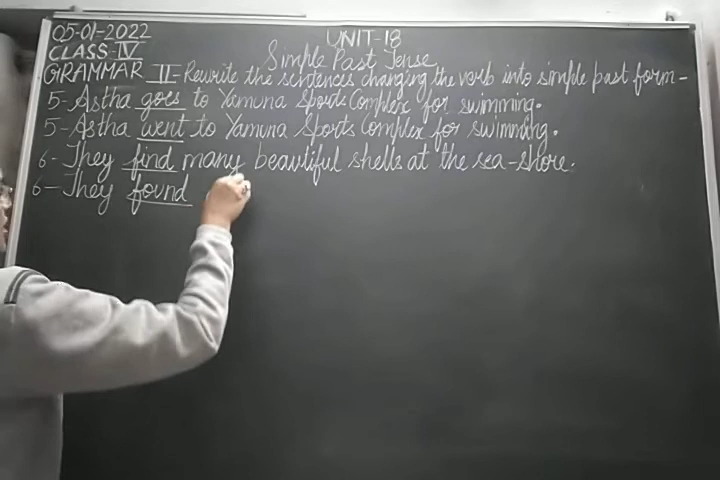 05-01-2022 UNIT-18
CLASS-IV Simple Past Tense
GRAMMAR II-Rewrite the sentences changing the verb into simple past form-
5-Astha goes to Yamuna Sports Complex for swimming.
5-Astha went to Yamuna Sports Complex for swimming.
6-They find many beautiful shells at the sea-shore.
6-They found